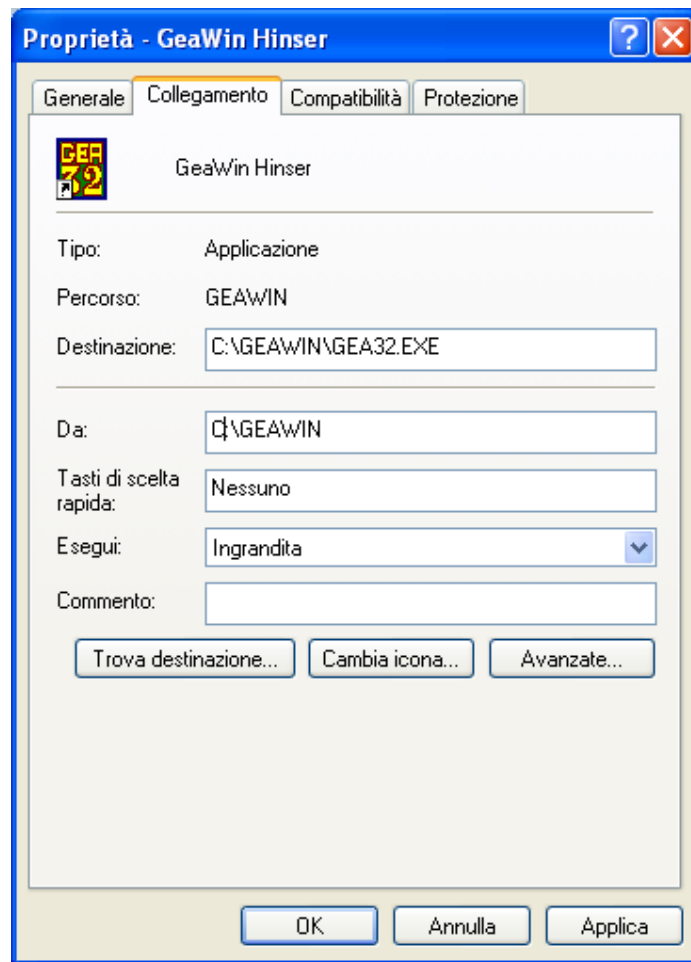 Proprietà - GeaWin Hinser
Generale Collegamento Compatibilità Protezione
GEA
32
GeaWin Hinser
Tipo: Applicazione
Percorso: GEAWIN
Destinazione: C:\GEAWIN\GEA32.EXE
Da: C:\GEAWIN
Tasti di scelta
rapida: Nessuno
Esegui: Ingrandita
Commento:
Trova destinazione... Cambia icona... Avanzate...
OK Annulla Applica